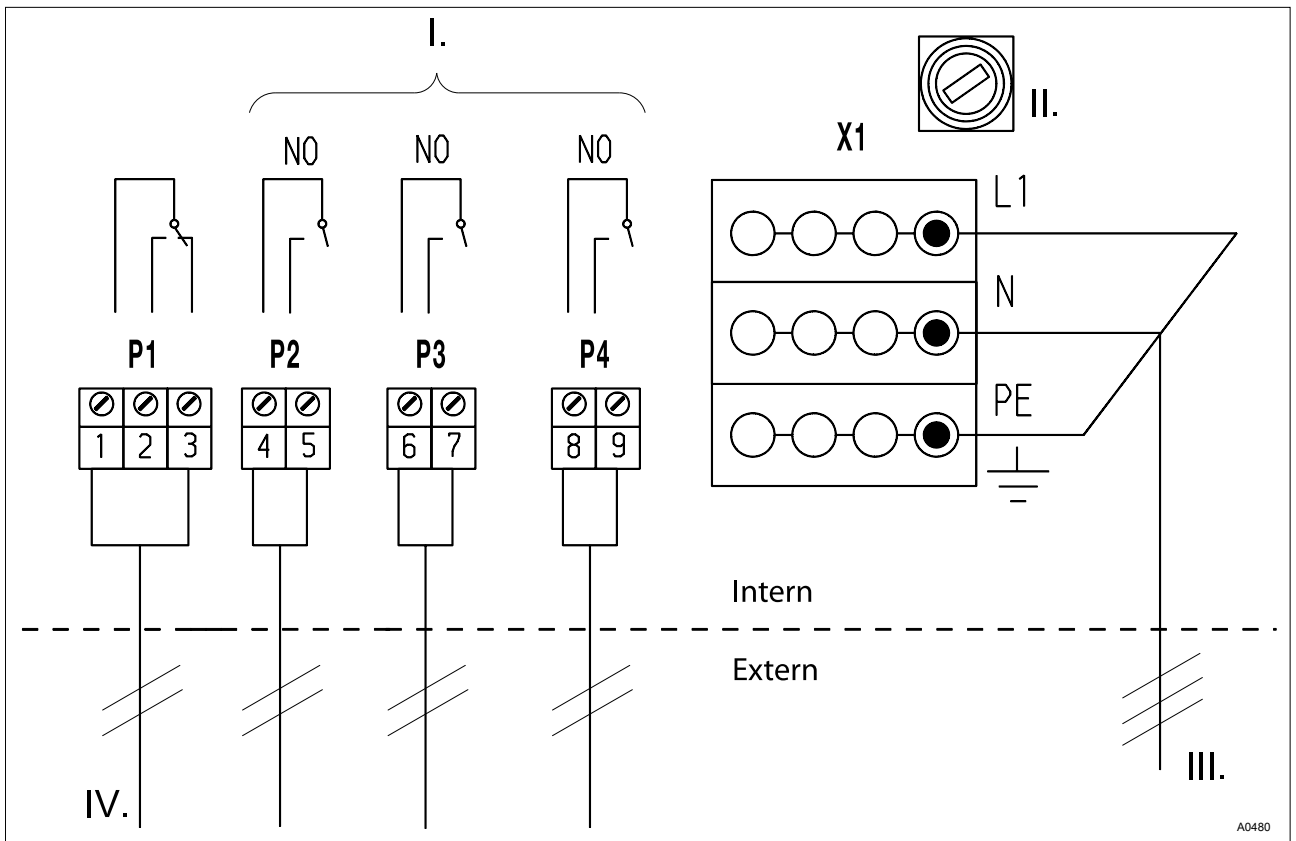 I.
II.
X1
NO NO NO
L1
N
P1 P2 P3 P4
PE
1 2 3 4 5 6 7 8 9
Intern
Extern
III.
IV.
A0480